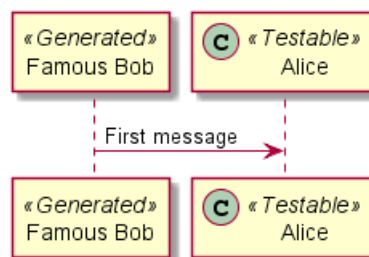 «Generated»
Famous Bob
C «Testable»
Alice
First message
«Generated»
Famous Bob
C «Testable»
Alice